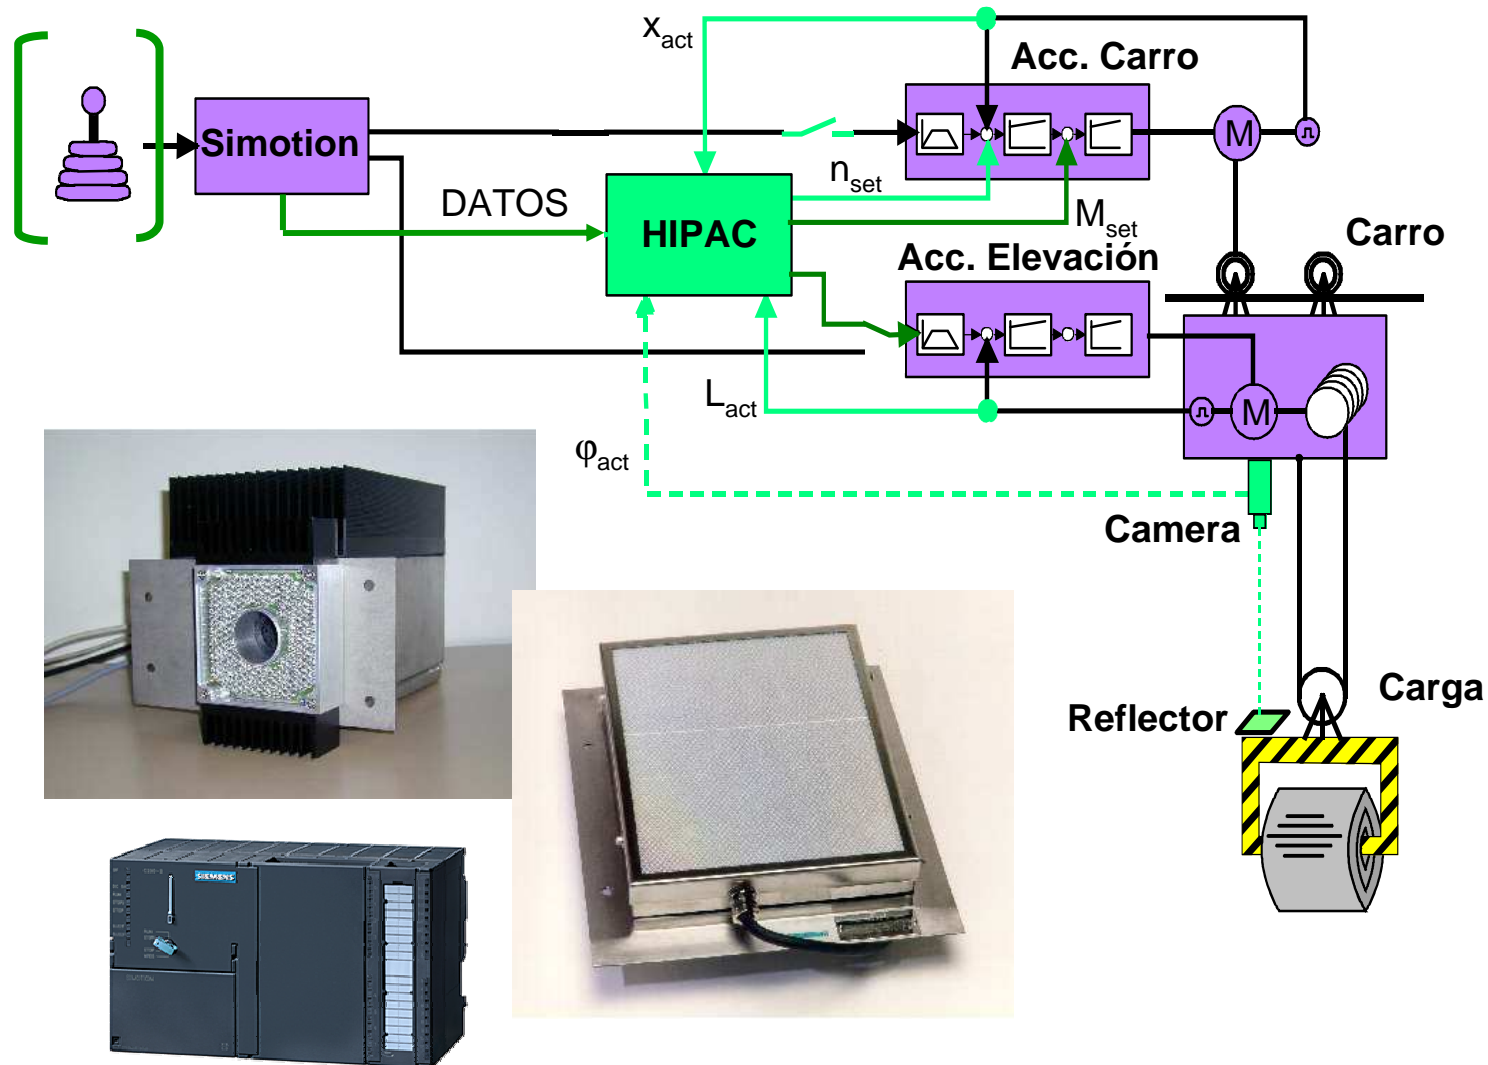 x_act
Acc. Carro
Simotion
M
n_set
DATOS
M_set
HIPAC
Carro
Acc. Elevación
L_act
M
φ_act
Camera
Carga
Reflector
SIEMENS